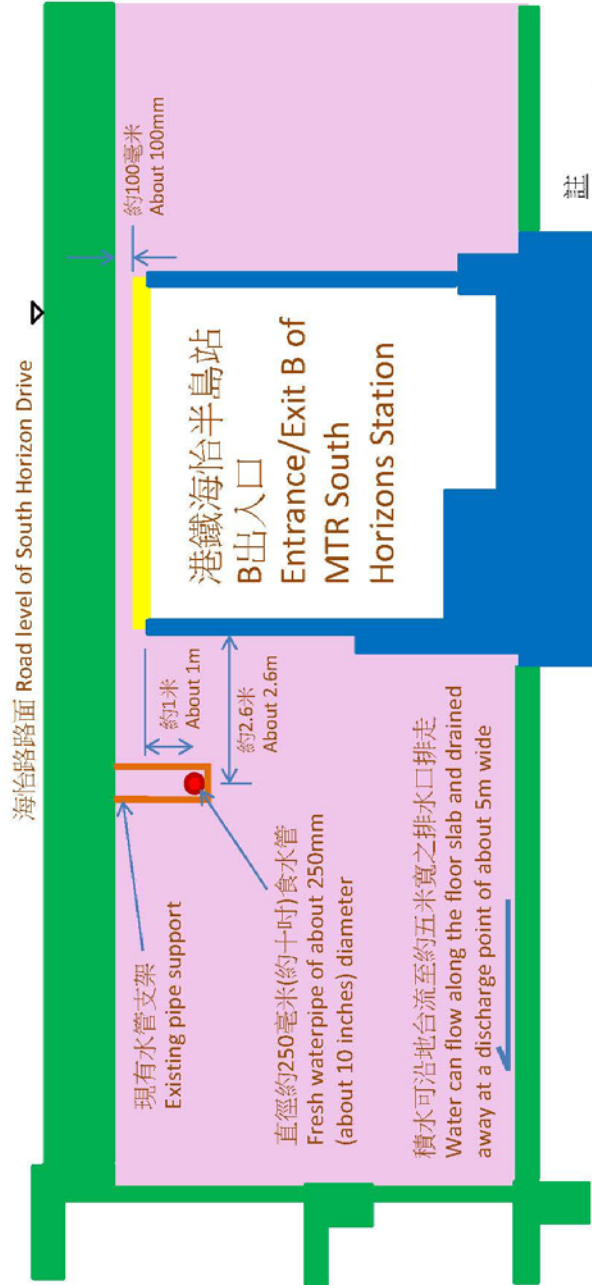 海怡路路面 Road level of South Horizon Drive
約100毫米
About 100mm
港鐵海怡半島站
B出入口
Entrance/Exit B of
MTR South
Horizons Station
約1米
About 1m
約2.6米
About 2.6m
現有水管支架
Existing pipe support
直徑約250毫米(約十吋)食水管
Fresh waterpipe of about 250mm
(about 10 inches) diameter
積水可沿地台流至約五米寬之排水口排走
Water can flow along the floor slab and drained
away at a discharge point of about 5m wide
註